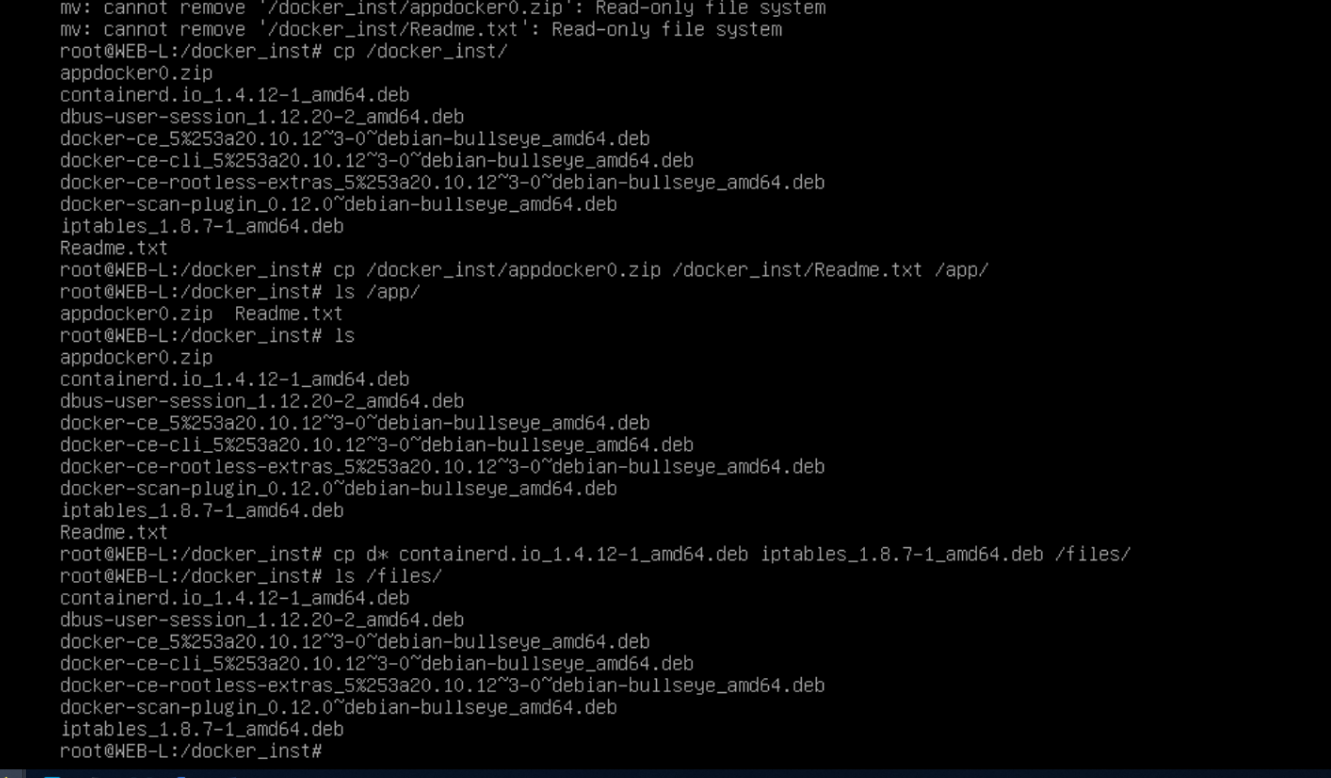 mv: cannot remove '/docker_inst/appdocker0.zip': Read-only file system
mv: cannot remove '/docker_inst/Readme.txt': Read-only file system
root@WEB-L:/docker_inst# cp /docker_inst/
appdocker0.zip
containerd.io_1.4.12-1_amd64.deb
dbus-user-session_1.12.20-2_amd64.deb
docker-ce_5%253a20.10.12~3-0~debian-bullseye_amd64.deb
docker-ce-cli_5%253a20.10.12~3-0~debian-bullseye_amd64.deb
docker-ce-rootless-extras_5%253a20.10.12~3-0~debian-bullseye_amd64.deb
docker-scan-plugin_0.12.0~debian-bullseye_amd64.deb
iptables_1.8.7-1_amd64.deb
Readme.txt
root@WEB-L:/docker_inst# cp /docker_inst/appdocker0.zip /docker_inst/Readme.txt /app/
root@WEB-L:/docker_inst# ls /app/
appdocker0.zip  Readme.txt
root@WEB-L:/docker_inst# ls
appdocker0.zip
containerd.io_1.4.12-1_amd64.deb
dbus-user-session_1.12.20-2_amd64.deb
docker-ce_5%253a20.10.12~3-0~debian-bullseye_amd64.deb
docker-ce-cli_5%253a20.10.12~3-0~debian-bullseye_amd64.deb
docker-ce-rootless-extras_5%253a20.10.12~3-0~debian-bullseye_amd64.deb
docker-scan-plugin_0.12.0~debian-bullseye_amd64.deb
iptables_1.8.7-1_amd64.deb
Readme.txt
root@WEB-L:/docker_inst# cp d* containerd.io_1.4.12-1_amd64.deb iptables_1.8.7-1_amd64.deb /files/
root@WEB-L:/docker_inst# ls /files/
containerd.io_1.4.12-1_amd64.deb
dbus-user-session_1.12.20-2_amd64.deb
docker-ce_5%253a20.10.12~3-0~debian-bullseye_amd64.deb
docker-ce-cli_5%253a20.10.12~3-0~debian-bullseye_amd64.deb
docker-ce-rootless-extras_5%253a20.10.12~3-0~debian-bullseye_amd64.deb
docker-scan-plugin_0.12.0~debian-bullseye_amd64.deb
iptables_1.8.7-1_amd64.deb
root@WEB-L:/docker_inst#